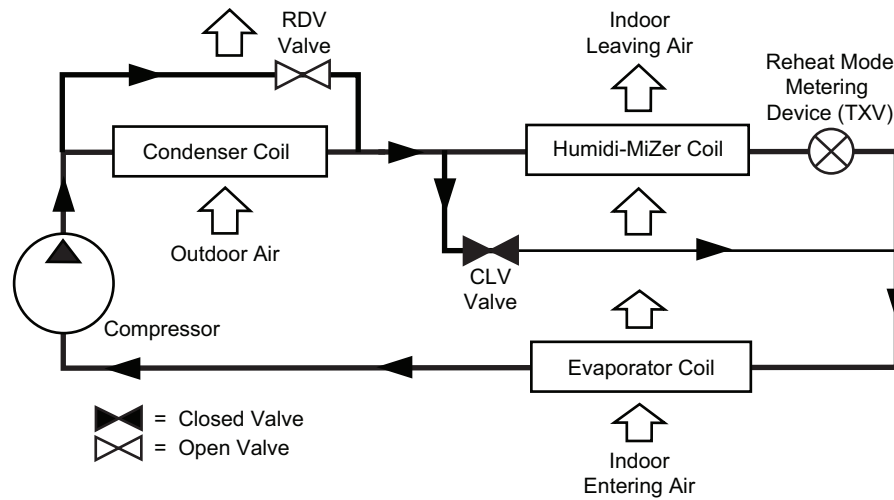 RDV
Valve
Indoor
Leaving Air
Reheat Mode
Metering
Device (TXV)
Condenser Coil
Humidi-MiZer Coil
Outdoor Air
CLV
Valve
Compressor
Evaporator Coil
= Closed Valve
= Open Valve
Indoor
Entering Air